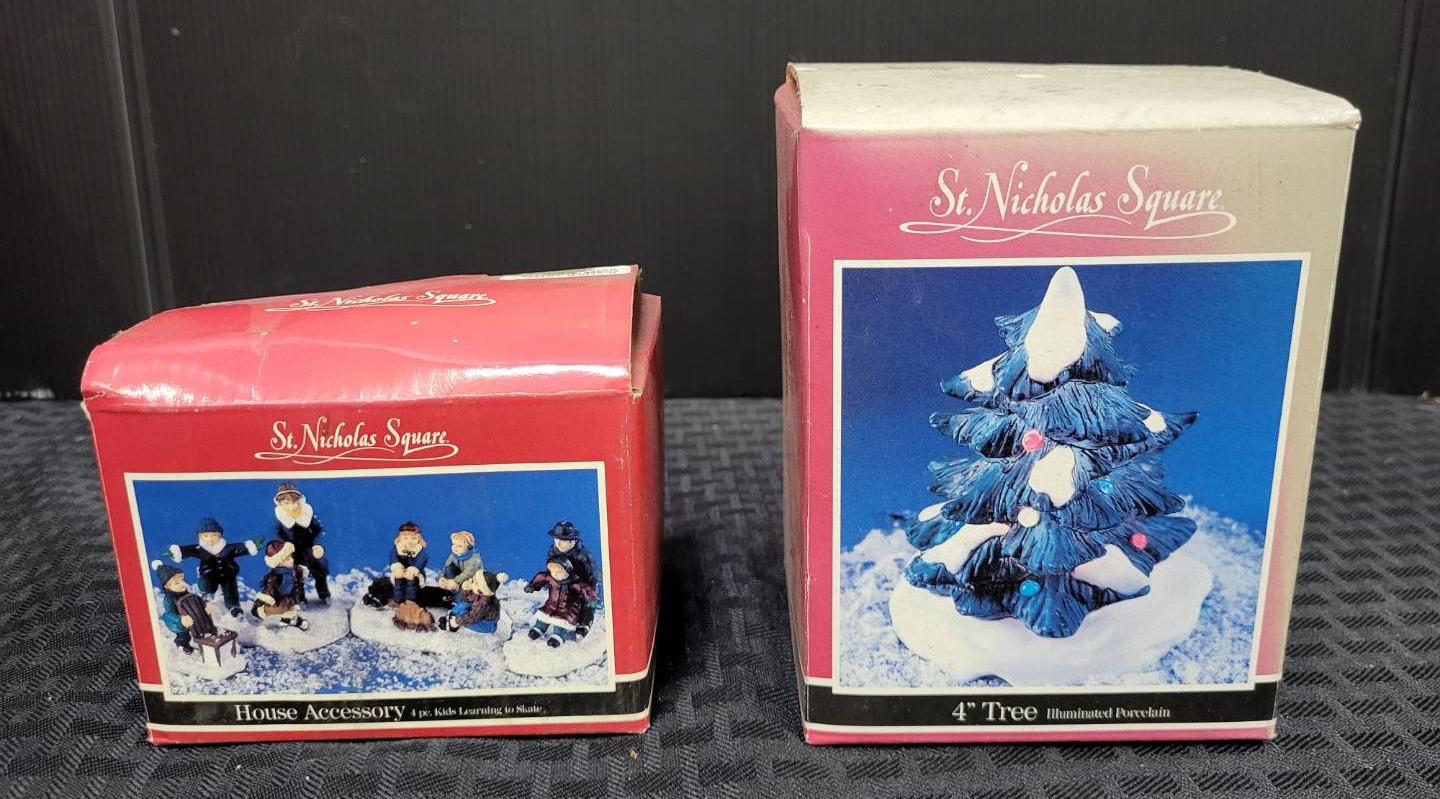 St. Nicholas Square
St. Nicholas Square
House Accessory 4 pc. Kids Learning to Skate
St. Nicholas Square
4" Tree Illuminated Porcelain